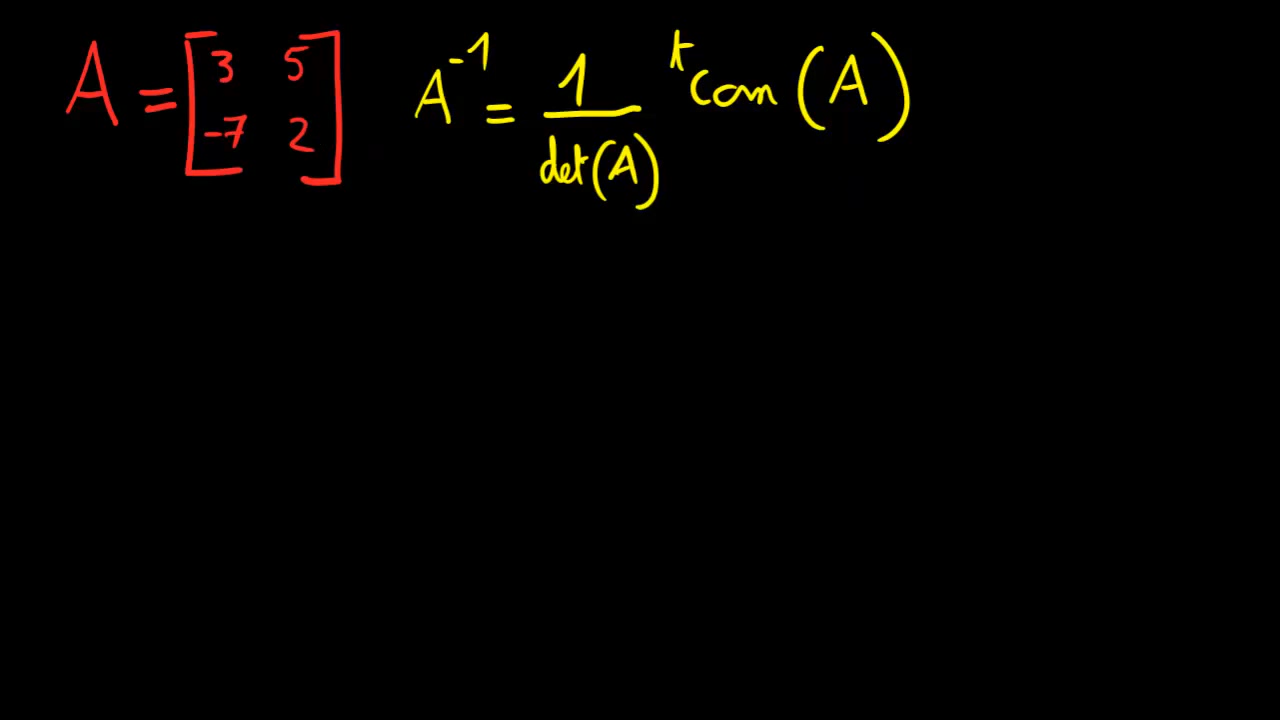 A = [3 5 -7 2] A⁻¹ = 1/det(A) ᵗcom(A)